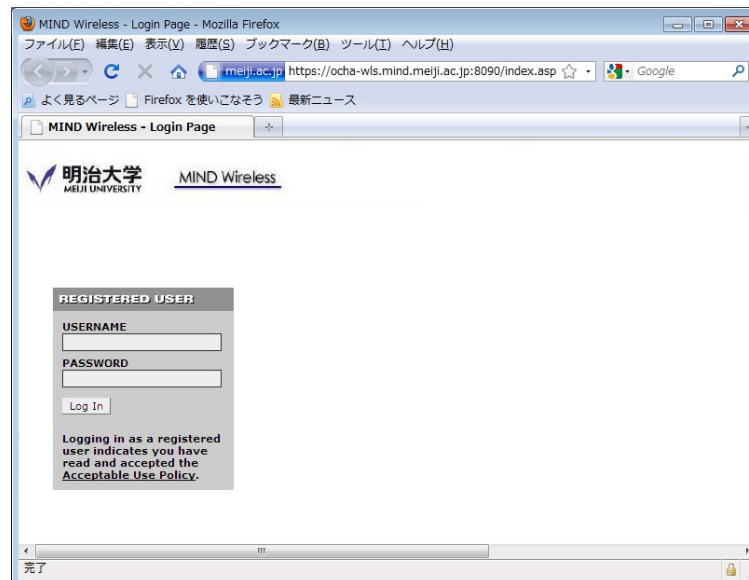 MIND Wireless - Login Page - Mozilla Firefox
ファイル(F) 編集(E) 表示(V) 履歴(S) ブックマーク(B) ツール(T) ヘルプ(H)
meiji.ac.jp https://ocha-wls.mind.meiji.ac.jp:8090/index.asp Google
よく見るページ Firefox を使いこなそう 最新ニュース
MIND Wireless - Login Page
明治大学 MIND Wireless
MEIJI UNIVERSITY
REGISTERED USER
USERNAME
PASSWORD
Log In
Logging in as a registered
user indicates you have
read and accepted the
Acceptable Use Policy.
完了